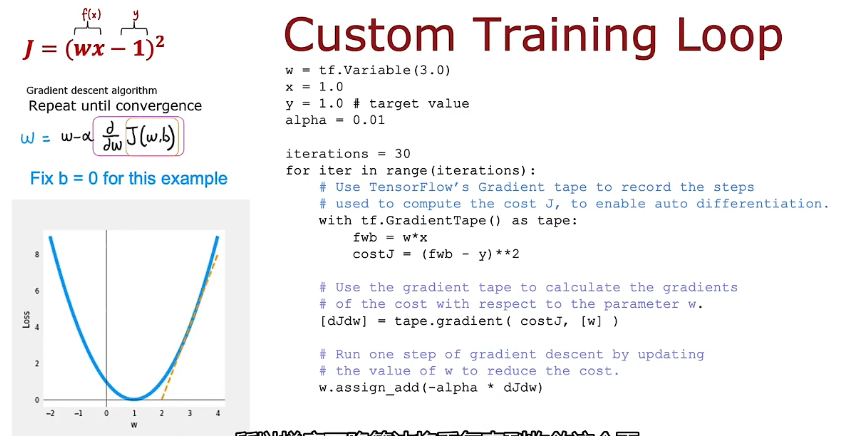 f(x) y
J = (wx − 1)²
Gradient descent algorithm
Repeat until convergence
w = w-α d/dw J(w,b)
Fix b = 0 for this example
Loss
8
6
4
2
0
−2 −1 0 1 2 3 4
w
Custom Training Loop
w = tf.Variable(3.0)
x = 1.0
y = 1.0 # target value
alpha = 0.01
iterations = 30
for iter in range(iterations):
# Use TensorFlow's Gradient tape to record the steps
# used to compute the cost J, to enable auto differentiation.
with tf.GradientTape() as tape:
fwb = w*x
costJ = (fwb - y)**2
# Use the gradient tape to calculate the gradients
# of the cost with respect to the parameter w.
[dJdw] = tape.gradient( costJ, [w] )
# Run one step of gradient descent by updating
# the value of w to reduce the cost.
w.assign_add(-alpha * dJdw)